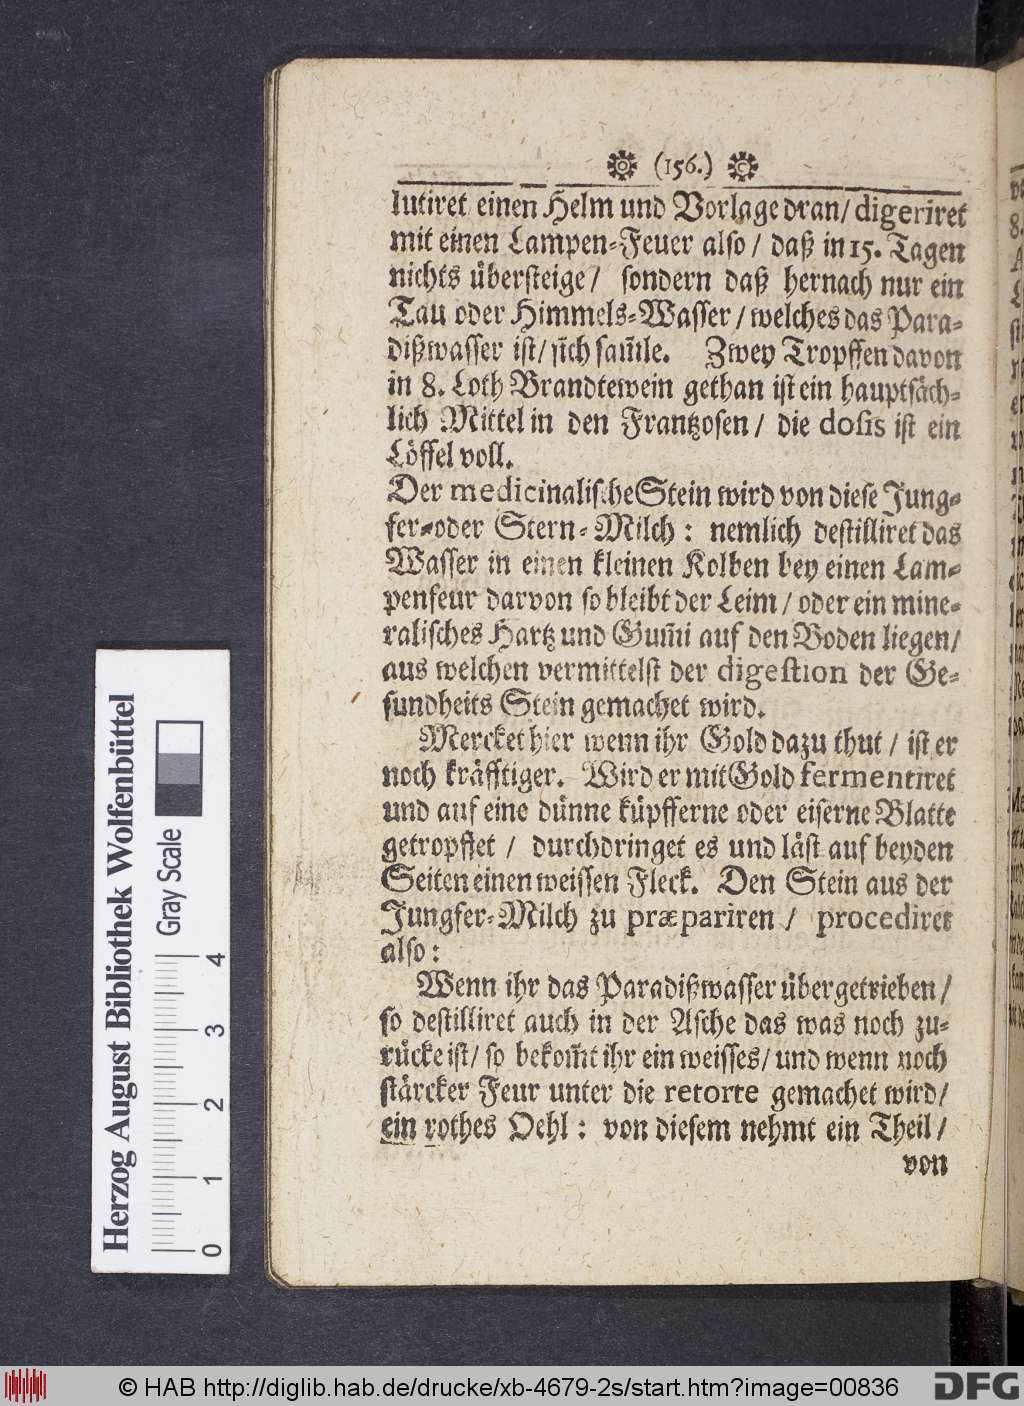 (156.)
lutiret einen Helm und Vorlage dran/ digeriret
mit einen Lampen-Feuer also/ daß in 15. Tagen
nichts übersteige/ sondern daß hernach nur ein
Tau oder Himmels-Wasser/ welches das Para-
dißwasser ist/ sich sam̃le. Zwey Tropffen davon
in 8. Loth Brandtewein gethan ist ein hauptsäch-
lich Mittel in den Frantzosen/ die dosis ist ein
Löffel voll.
Der medicinalische Stein wird von diese Jung-
fer-oder Stern-Milch: nemlich destilliret das
Wasser in einen kleinen Kolben bey einen Lam-
penfeur darvon so bleibt der Leim/ oder ein mine-
ralisches Hartz und Gum̃i auf den Boden liegen/
aus welchen vermittelst der digestion der Ge-
sundheits Stein gemachet wird.
Mercket hier wenn ihr Gold dazu thut/ ist er
noch kräfftiger. Wird er mit Gold fermentiret
und auf eine dünne küpfferne oder eiserne Blatte
getropffet/ durchdringet es und läst auf beyden
Seiten einen weissen Fleck. Den Stein aus der
Jungfer-Milch zu præpariren/ procediret
also:
Wenn ihr das Paradißwasser übergetrieben/
so destilliret auch in der Asche das was noch zu-
rücke ist/ so bekom̃t ihr ein weisses/ und wenn noch
stärcker Feur unter die retorte gemachet wird/
ein rothes Oehl: von diesem nehmt ein Theil/
von
Herzog August Bibliothek Wolfenbüttel
Gray Scale
0 1 2 3 4
© HAB http://diglib.hab.de/drucke/xb-4679-2s/start.htm?image=00836
DFG